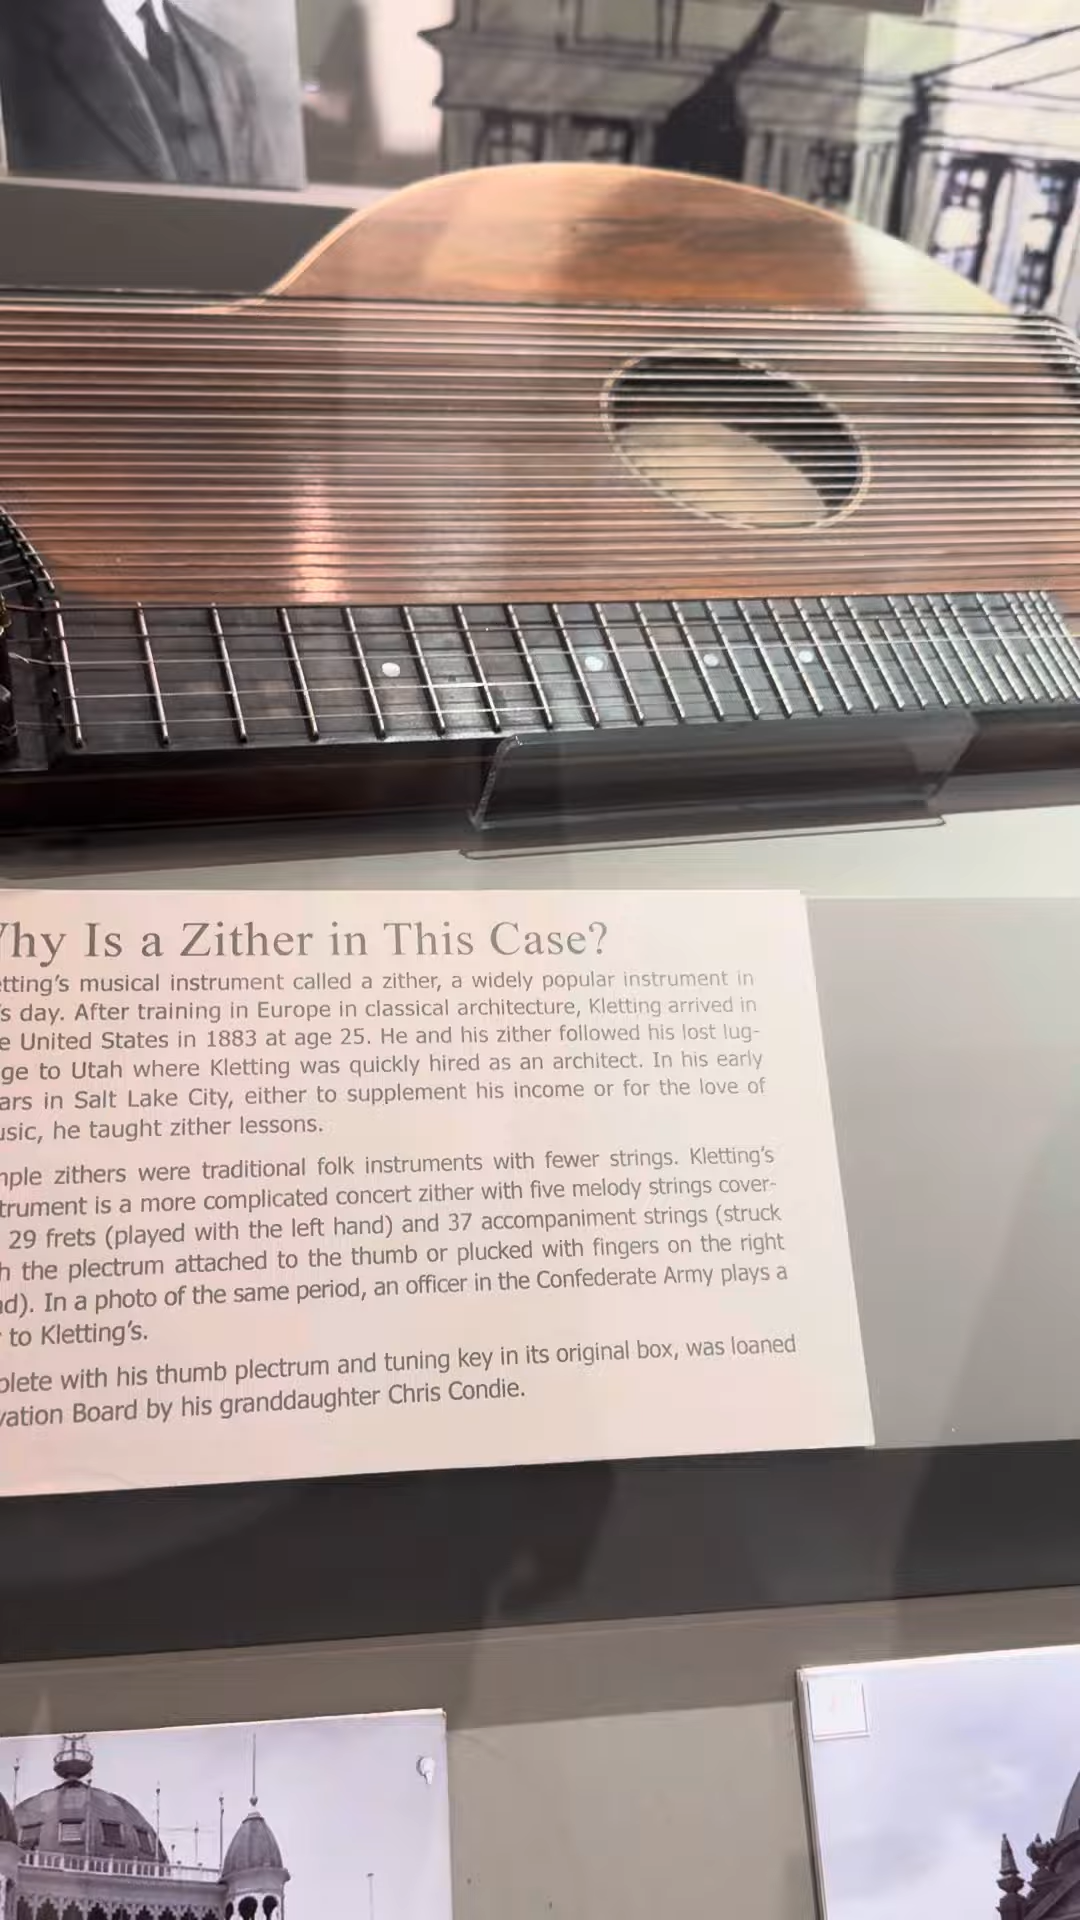 hy Is a Zither in This Case?
tting's musical instrument called a zither, a widely popular instrument in
s day. After training in Europe in classical architecture, Kletting arrived in
e United States in 1883 at age 25. He and his zither followed his lost lug-
ge to Utah where Kletting was quickly hired as an architect. In his early
ars in Salt Lake City, either to supplement his income or for the love of
usic, he taught zither lessons.
mple zithers were traditional folk instruments with fewer strings. Kletting's
trument is a more complicated concert zither with five melody strings cover-
29 frets (played with the left hand) and 37 accompaniment strings (struck
h the plectrum attached to the thumb or plucked with fingers on the right
nd). In a photo of the same period, an officer in the Confederate Army plays a
to Kletting's.
plete with his thumb plectrum and tuning key in its original box, was loaned
vation Board by his granddaughter Chris Condie.